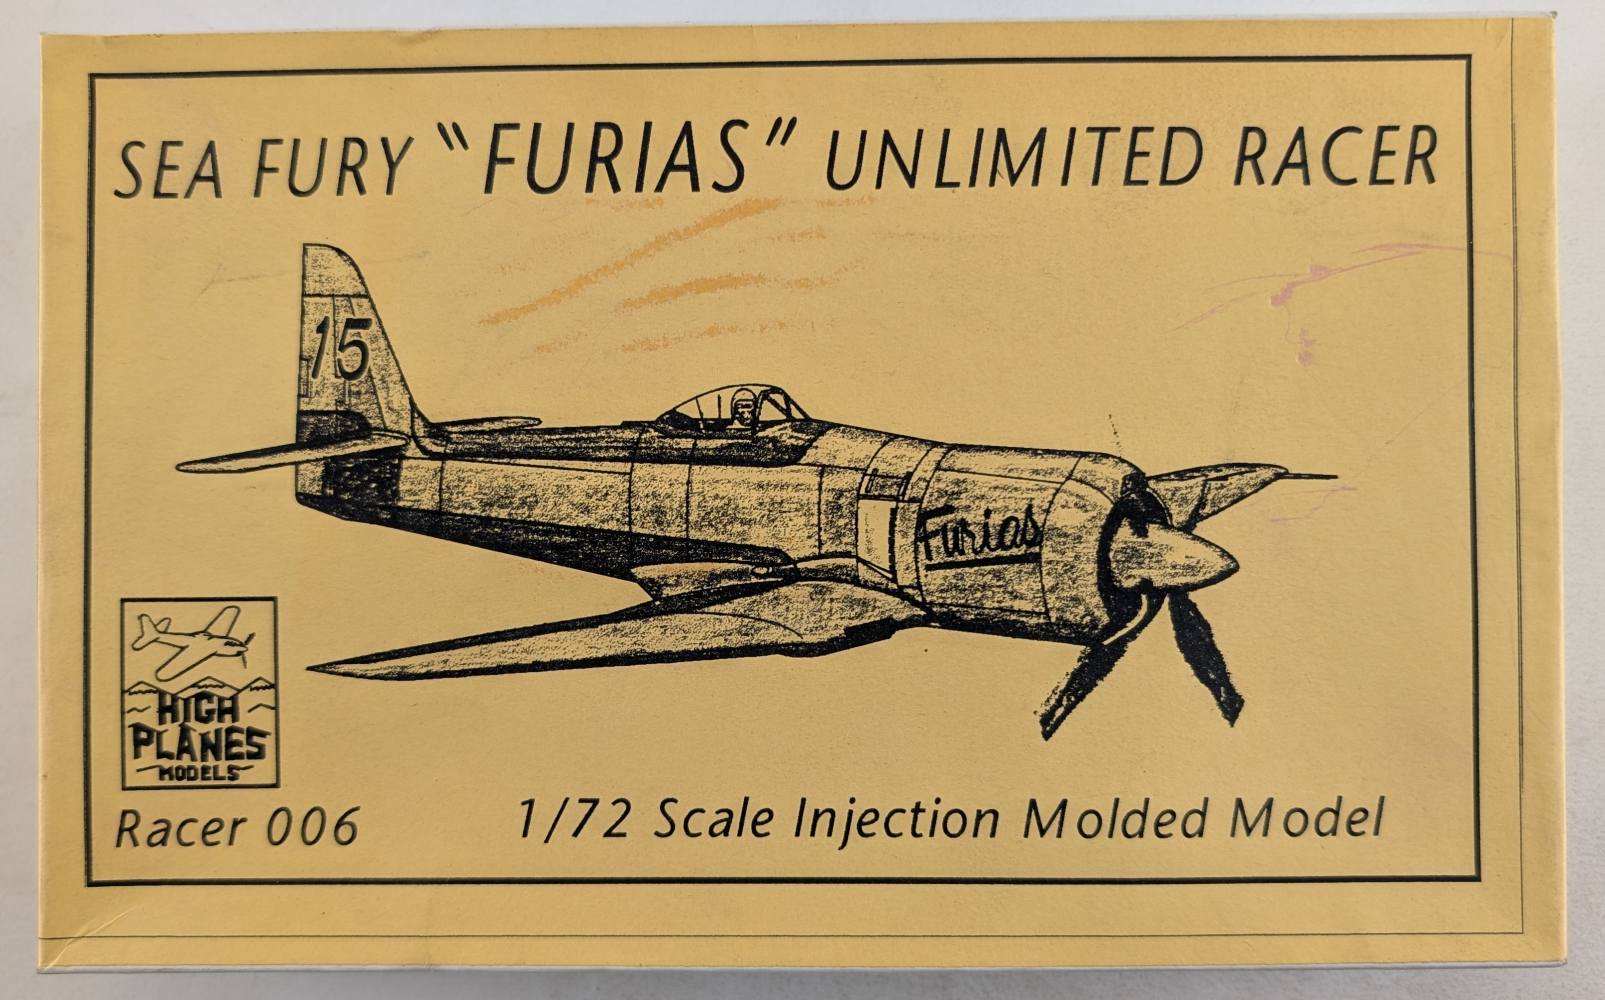 SEA FURY "FURIAS" UNLIMITED RACER
15
Furias
HIGH
PLANES
MODELS
Racer 006
1/72 Scale Injection Molded Model